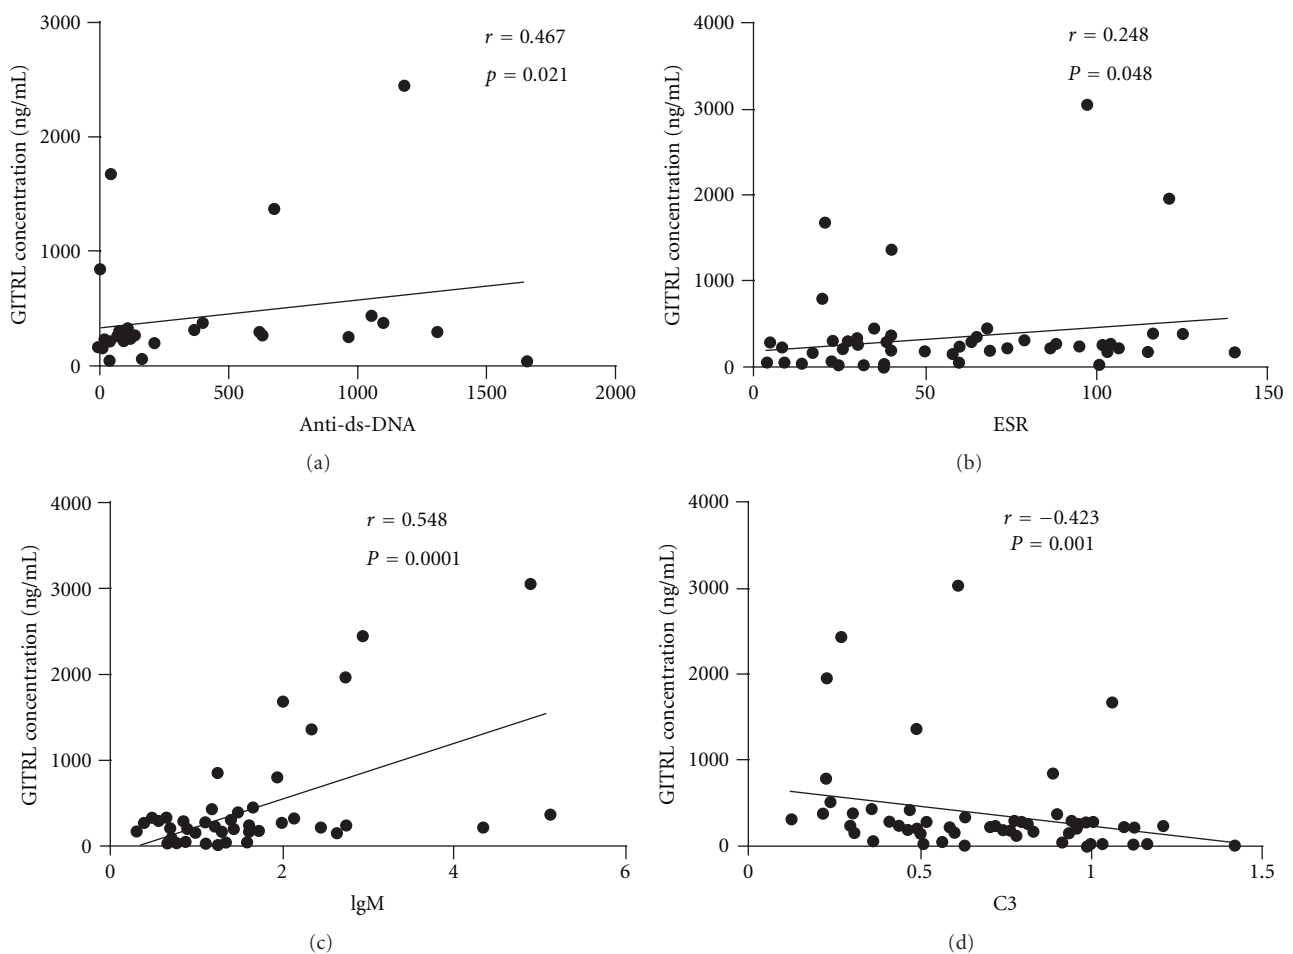 3000
2000
1000
0
GITRL concentration (ng/mL)
r = 0.467
p = 0.021
0 500 1000 1500 2000
Anti-ds-DNA
(a)
4000
3000
2000
1000
0
GITRL concentration (ng/mL)
r = 0.248
P = 0.048
0 50 100 150
ESR
(b)
4000
3000
2000
1000
0
GITRL concentration (ng/mL)
r = 0.548
P = 0.0001
0 2 4 6
lgM
(c)
4000
3000
2000
1000
0
GITRL concentration (ng/mL)
r = −0.423
P = 0.001
0 0.5 1 1.5
C3
(d)